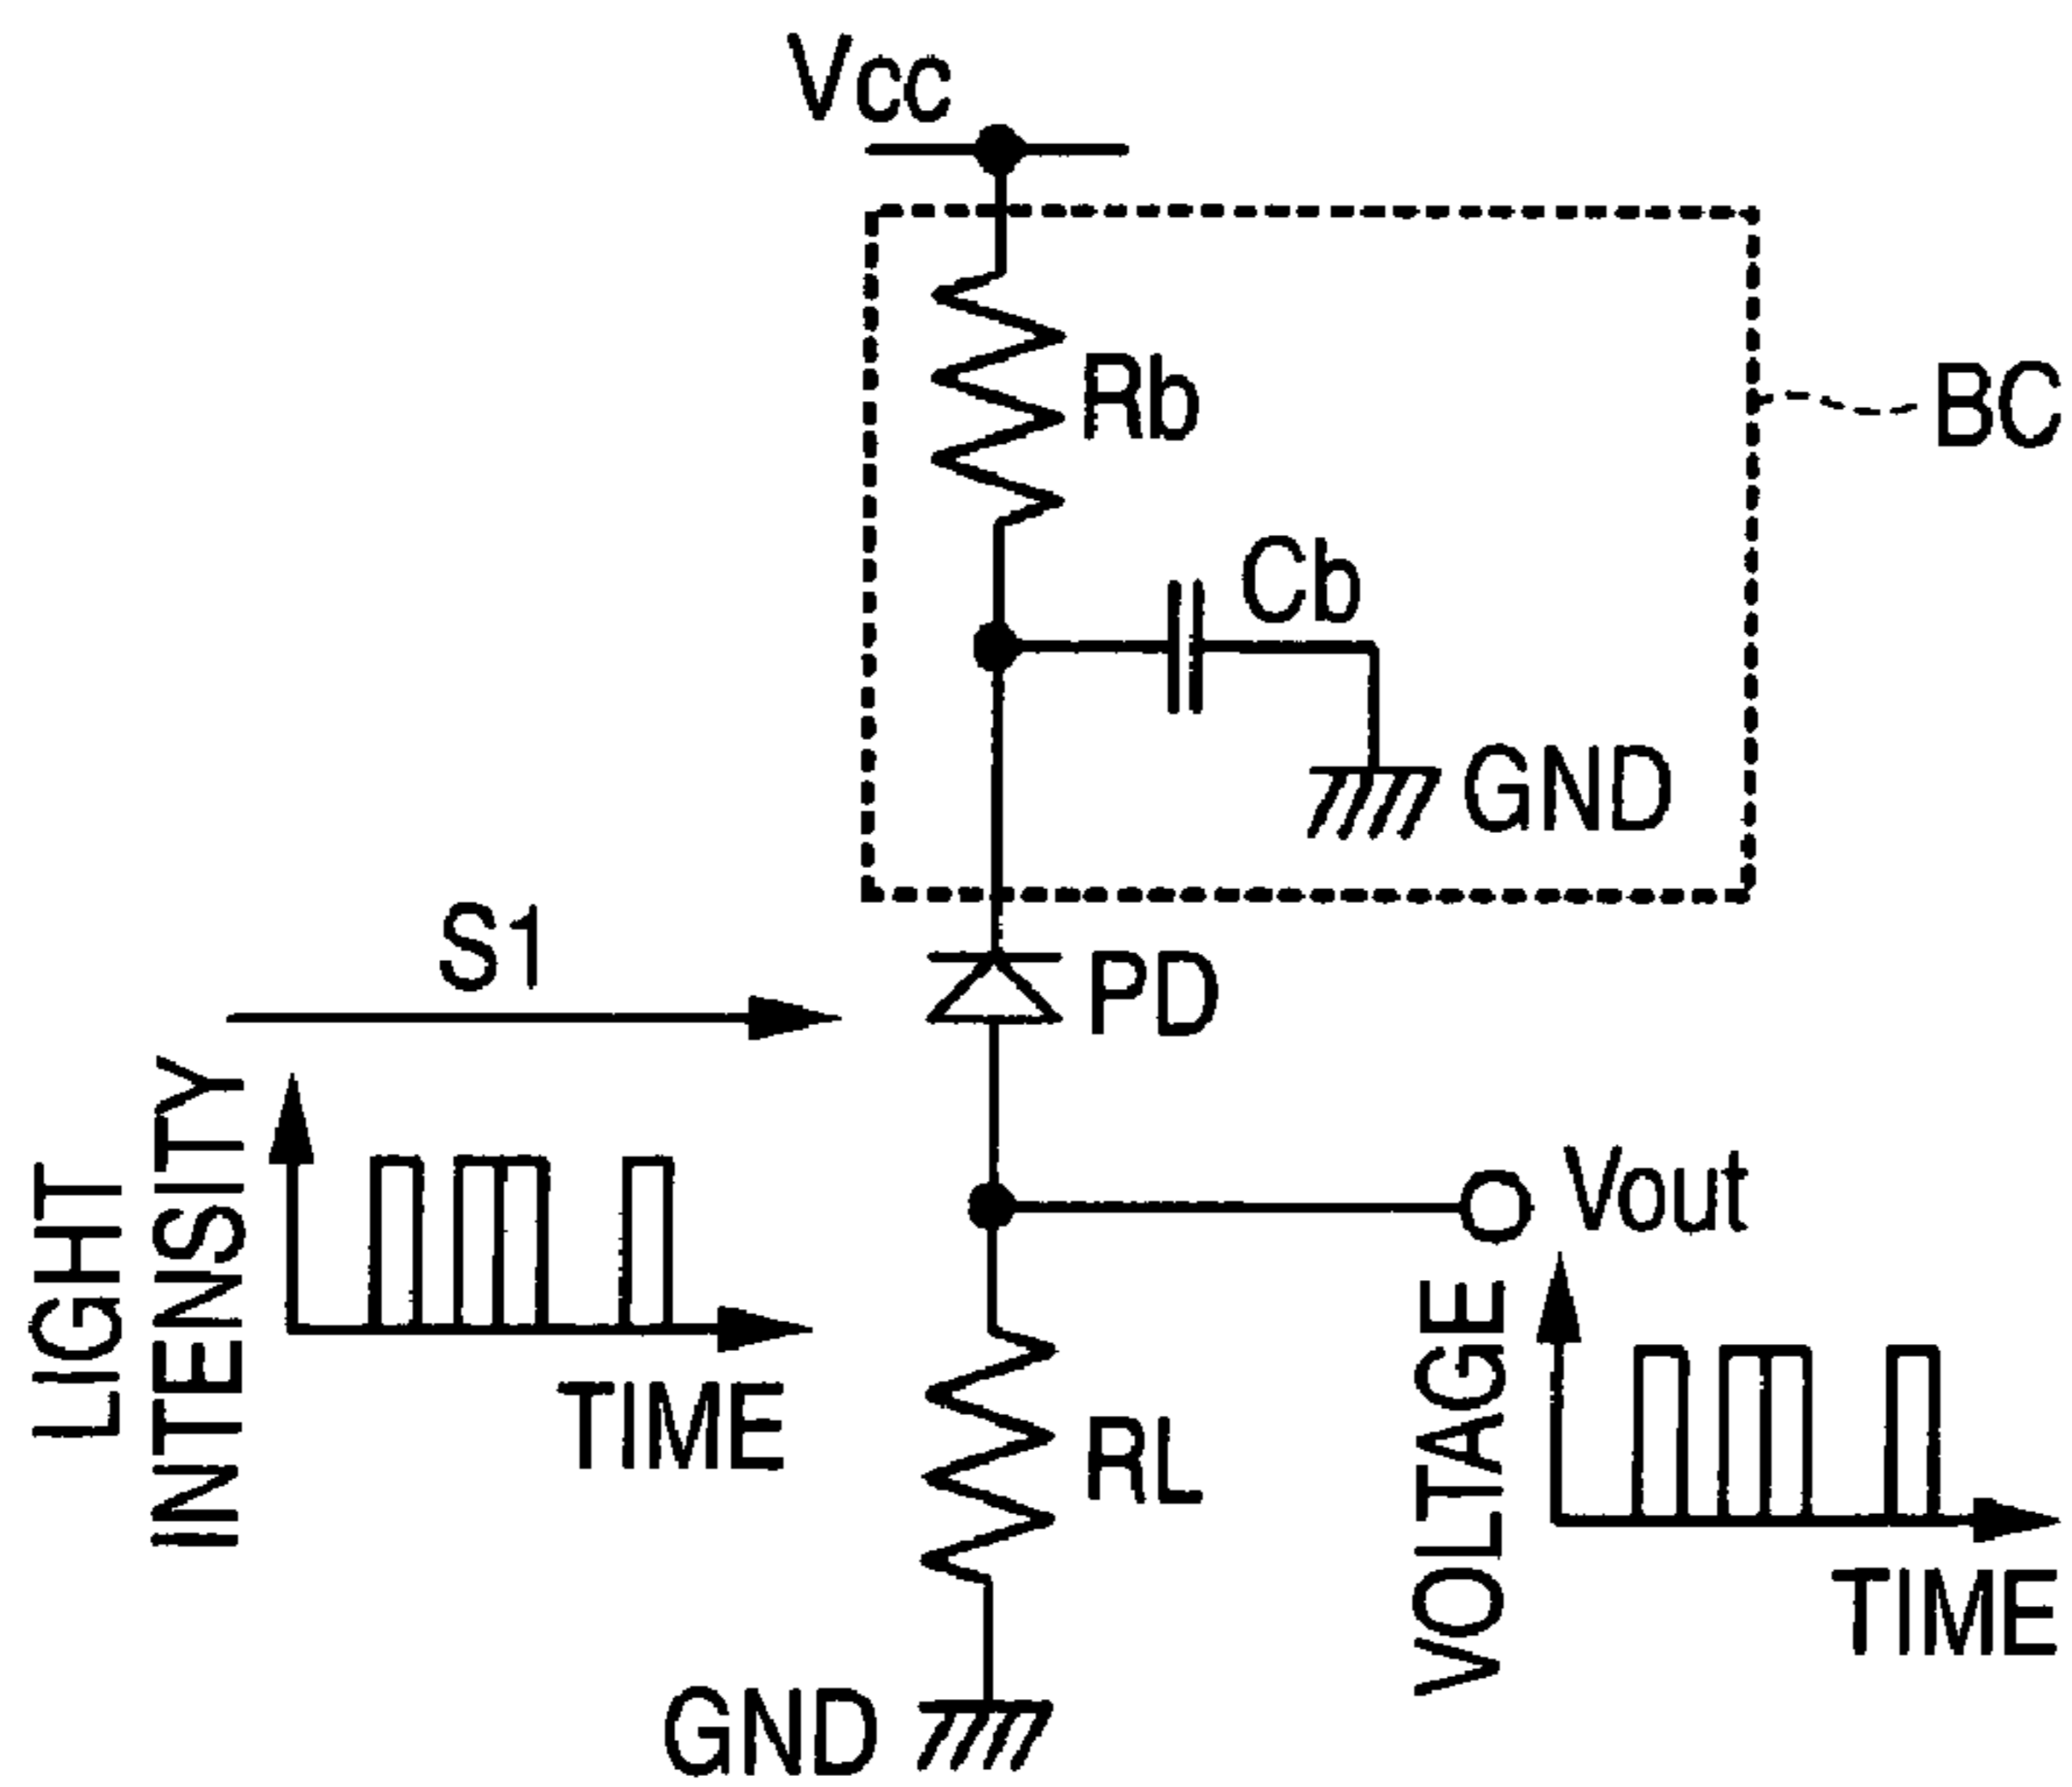 Vcc
Rb
BC
Cb
GND
S1
PD
LIGHT
INTENSITY
TIME
Vout
RL
VOLTAGE
TIME
GND